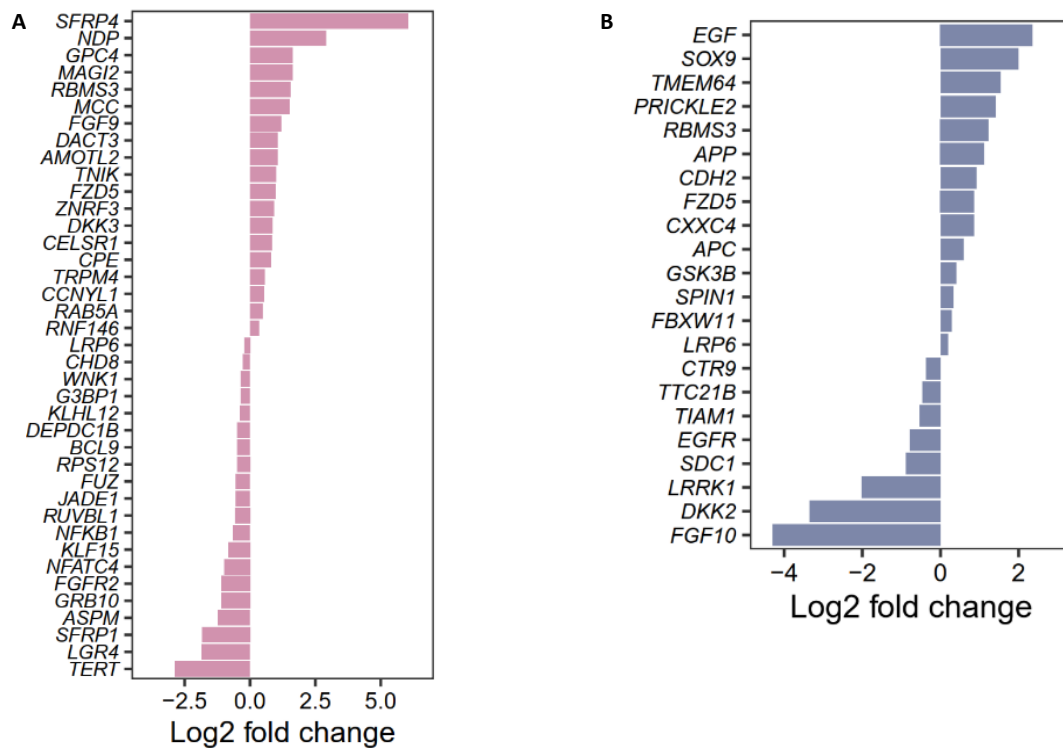 A
SFRP4
NDP
GPC4
MAGI2
RBMS3
MCC
FGF9
DACT3
AMOTL2
TNIK
FZD5
ZNRF3
DKK3
CELSR1
CPE
TRPM4
CCNYL1
RAB5A
RNF146
LRP6
CHD8
WNK1
G3BP1
KLHL12
DEPDC1B
BCL9
RPS12
FUZ
JADE1
RUVBL1
NFKB1
KLF15
NFATC4
FGFR2
GRB10
ASPM
SFRP1
LGR4
TERT
−2.5 0.0 2.5 5.0
Log2 fold change
B
EGF
SOX9
TMEM64
PRICKLE2
RBMS3
APP
CDH2
FZD5
CXXC4
APC
GSK3B
SPIN1
FBXW11
LRP6
CTR9
TTC21B
TIAM1
EGFR
SDC1
LRRK1
DKK2
FGF10
−4 −2 0 2
Log2 fold change